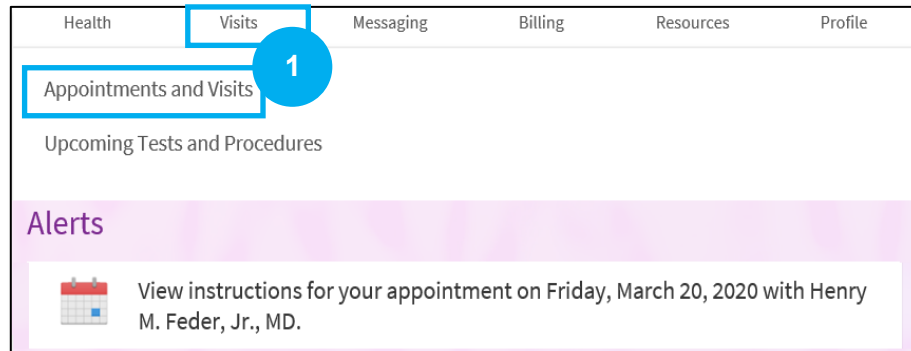 Health Visits Messaging Billing Resources Profile
1
Appointments and Visits
Upcoming Tests and Procedures
Alerts
View instructions for your appointment on Friday, March 20, 2020 with Henry
M. Feder, Jr., MD.